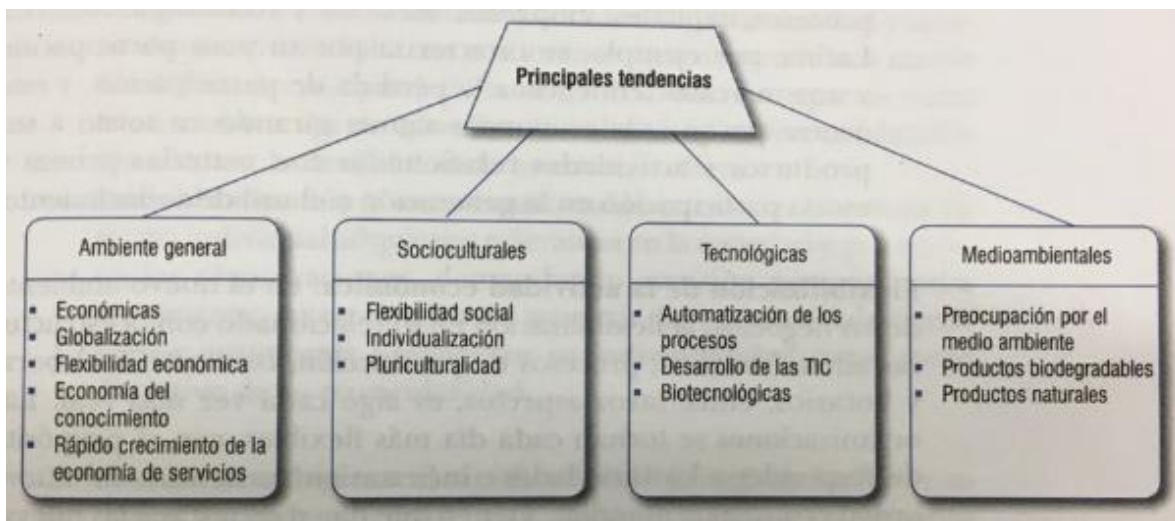 Principales tendencias
Ambiente general
Económicas
Globalización
Flexibilidad económica
Economía del
conocimiento
Rápido crecimiento de la
economía de servicios
Socioculturales
Flexibilidad social
Individualización
Pluriculturalidad
Tecnológicas
Automatización de los
procesos
Desarrollo de las TIC
Biotecnológicas
Medioambientales
Preocupación por el
medio ambiente
Productos biodegradables
Productos naturales